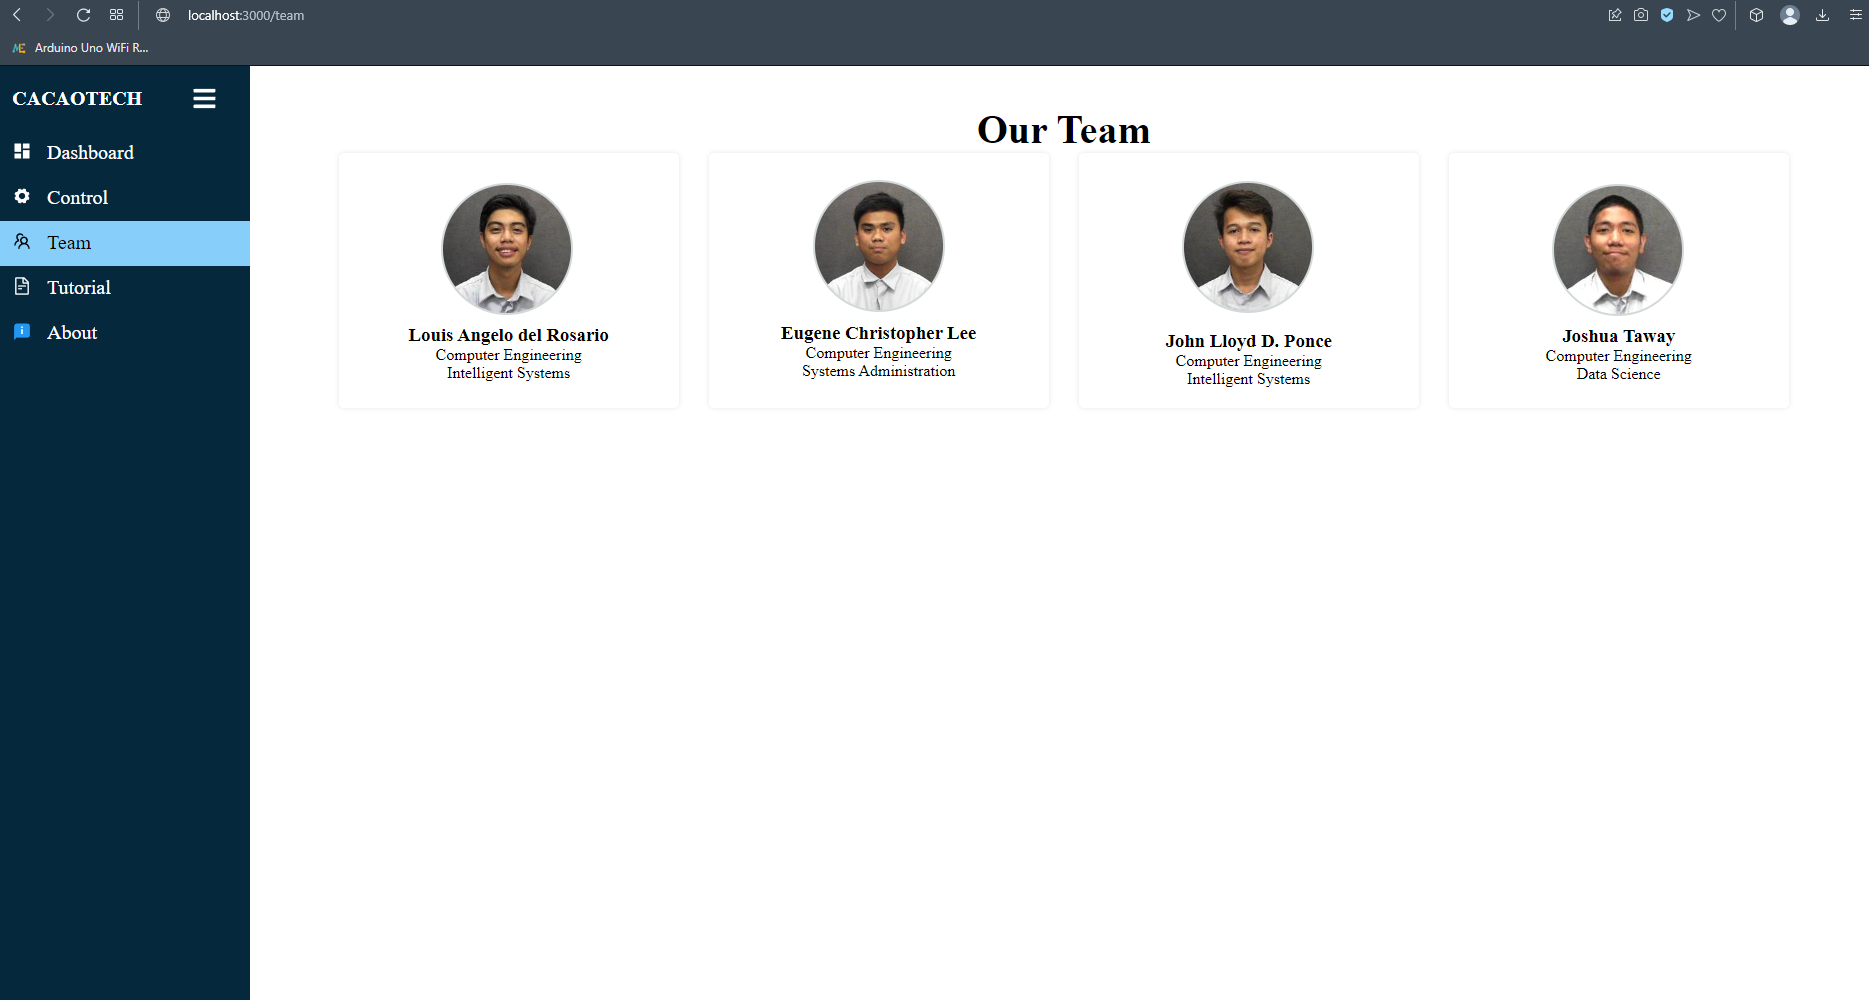 localhost:3000/team
Arduino Uno WiFi R...
CACAOTECH
Dashboard
Control
Team
Tutorial
About
Our Team
Louis Angelo del Rosario
Computer Engineering
Intelligent Systems
Eugene Christopher Lee
Computer Engineering
Systems Administration
John Lloyd D. Ponce
Computer Engineering
Intelligent Systems
Joshua Taway
Computer Engineering
Data Science